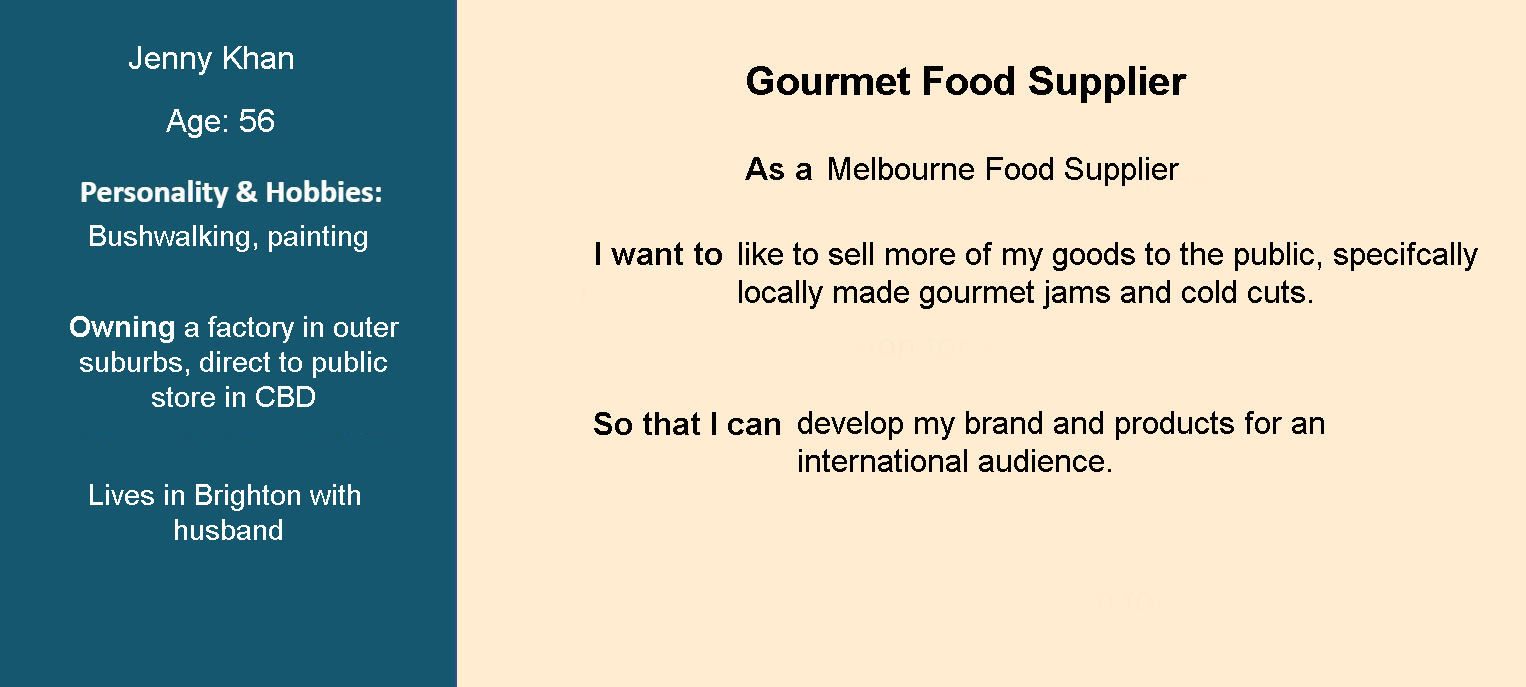 Jenny Khan
Age: 56
Personality & Hobbies:
Bushwalking, painting
Owning a factory in outer
suburbs, direct to public
store in CBD
Lives in Brighton with
husband
Gourmet Food Supplier
As a Melbourne Food Supplier
I want to like to sell more of my goods to the public, specifcally
locally made gourmet jams and cold cuts.
So that I can develop my brand and products for an
international audience.